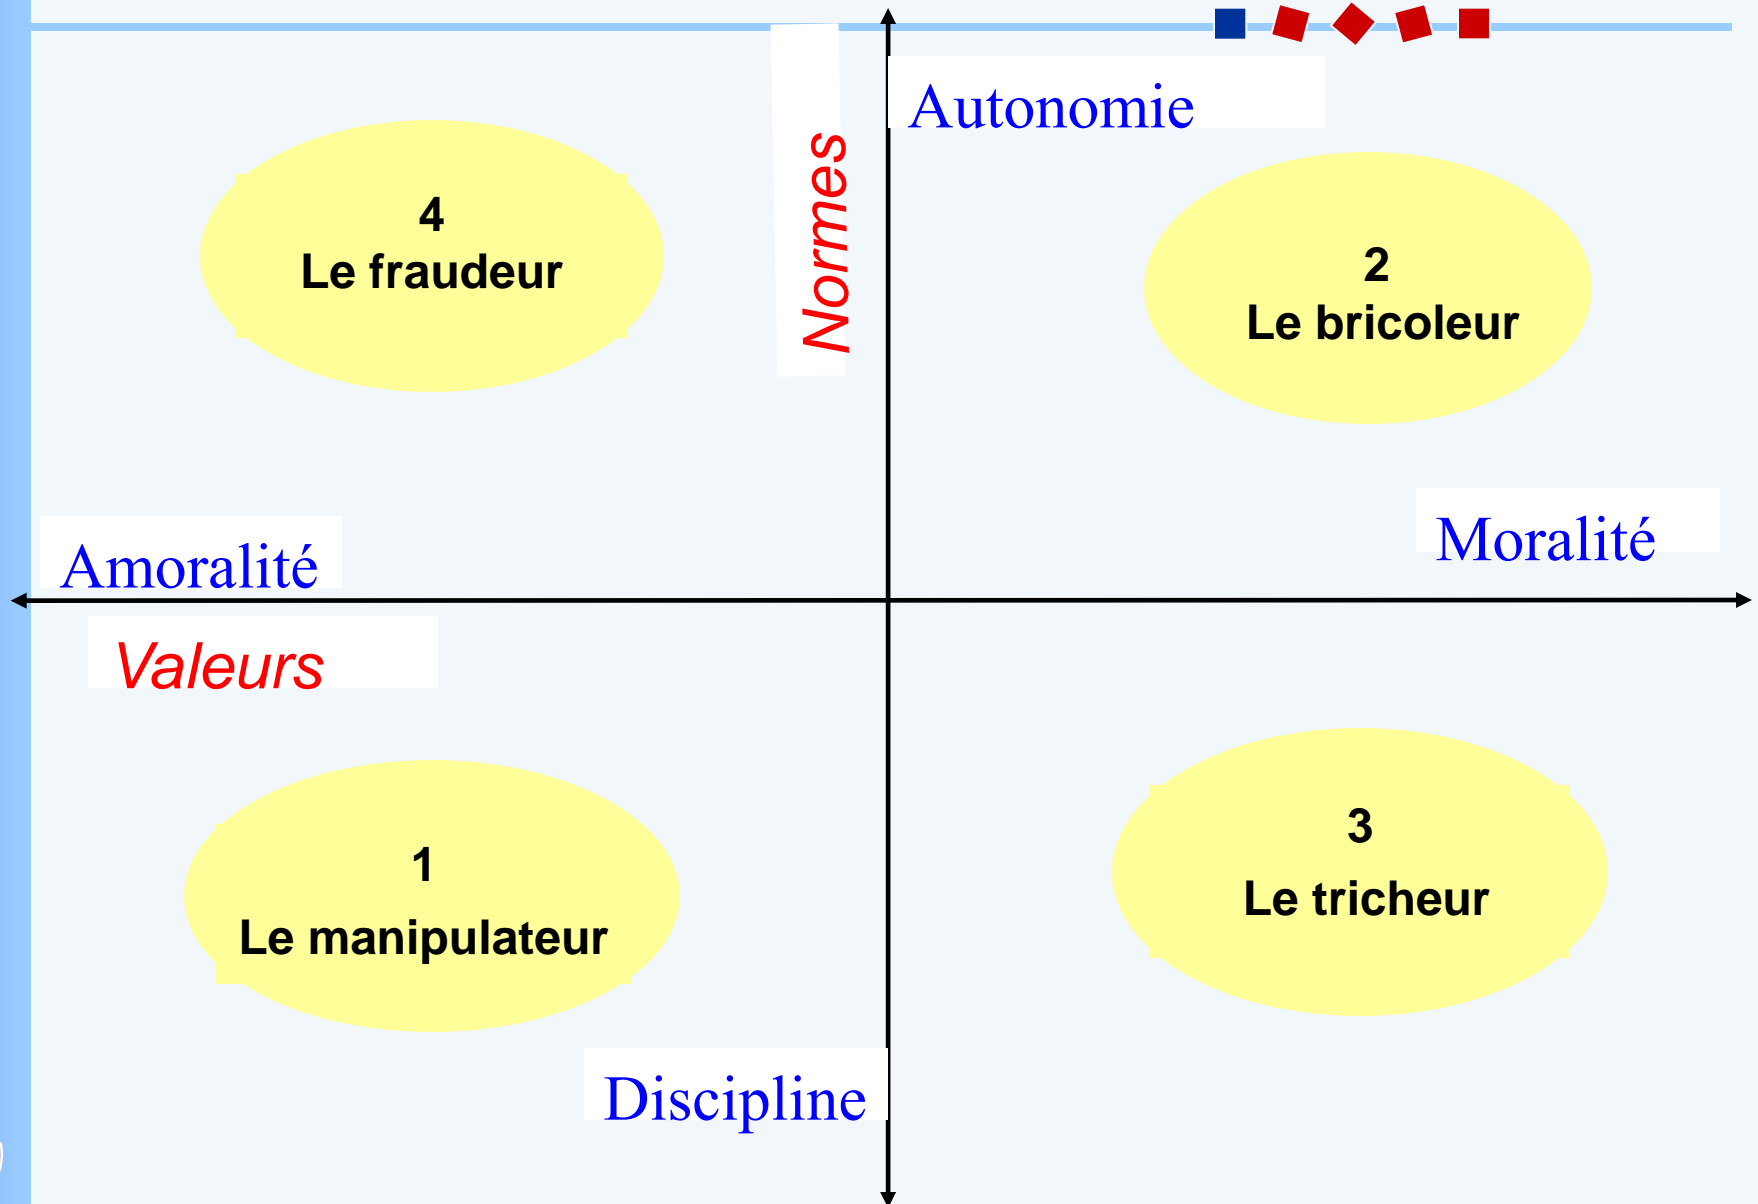 Autonomie
Normes
4
Le fraudeur
2
Le bricoleur
Moralité
Amoralité
Valeurs
1
Le manipulateur
3
Le tricheur
Discipline